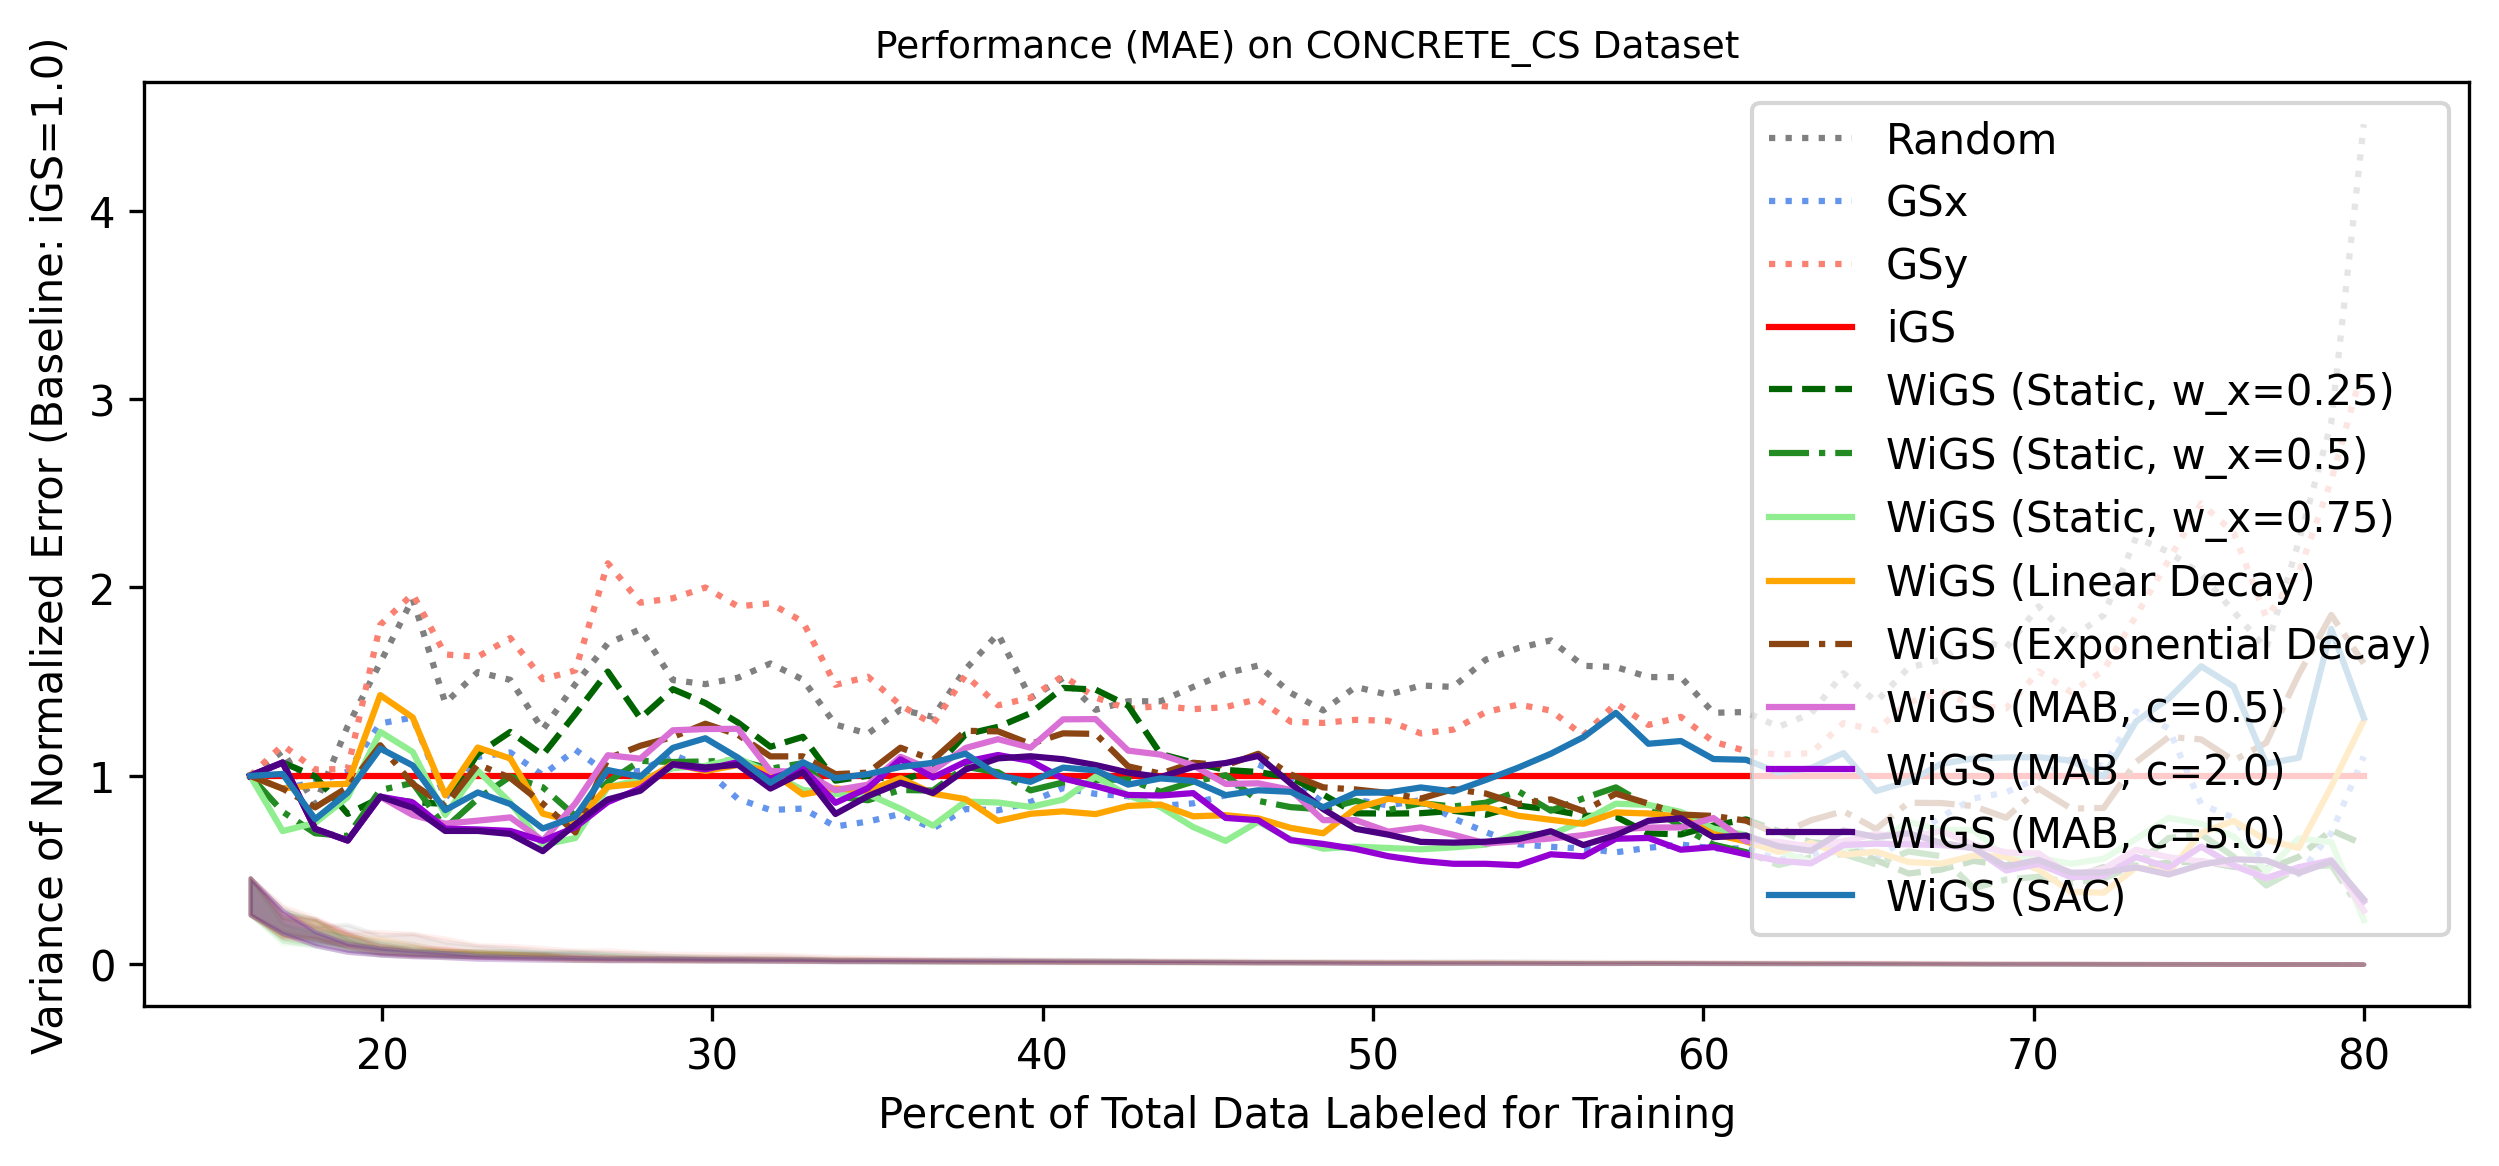 Performance (MAE) on CONCRETE_CS Dataset
Variance of Normalized Error (Baseline: iGS=1.0)
4
3
2
1
0
20
30
40
50
60
70
80
Percent of Total Data Labeled for Training
Random
GSx
GSy
iGS
WiGS (Static, w_x=0.25)
WiGS (Static, w_x=0.5)
WiGS (Static, w_x=0.75)
WiGS (Linear Decay)
WiGS (Exponential Decay)
WiGS (MAB, c=0.5)
WiGS (MAB, c=2.0)
WiGS (MAB, c=5.0)
WiGS (SAC)